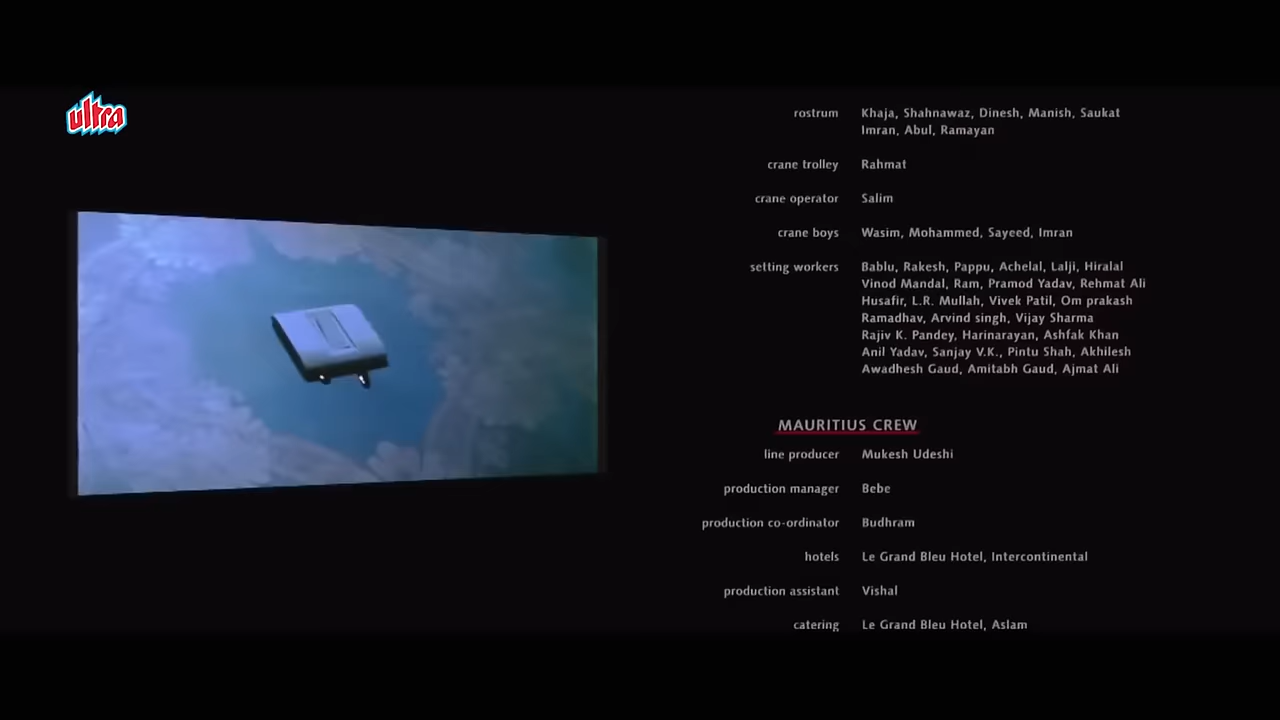 ultra
rostrum Khaja, Shahnawaz, Dinesh, Manish, Saukat
Imran, Abul, Ramayan
crane trolley Rahmat
crane operator Salim
crane boys Wasim, Mohammed, Sayeed, Imran
setting workers Bablu, Rakesh, Pappu, Achelal, Lalji, Hiralal
Vinod Mandal, Ram, Pramod Yadav, Rehmat Ali
Husafir, L.R. Mullah, Vivek Patil, Om prakash
Ramadhav, Arvind singh, Vijay Sharma
Rajiv K. Pandey, Harinarayan, Ashfak Khan
Anil Yadav, Sanjay V.K., Pintu Shah, Akhilesh
Awadhesh Gaud, Amitabh Gaud, Ajmat Ali
MAURITIUS CREW
line producer Mukesh Udeshi
production manager Bebe
production co-ordinator Budhram
hotels Le Grand Bleu Hotel, Intercontinental
production assistant Vishal
catering Le Grand Bleu Hotel, Aslam